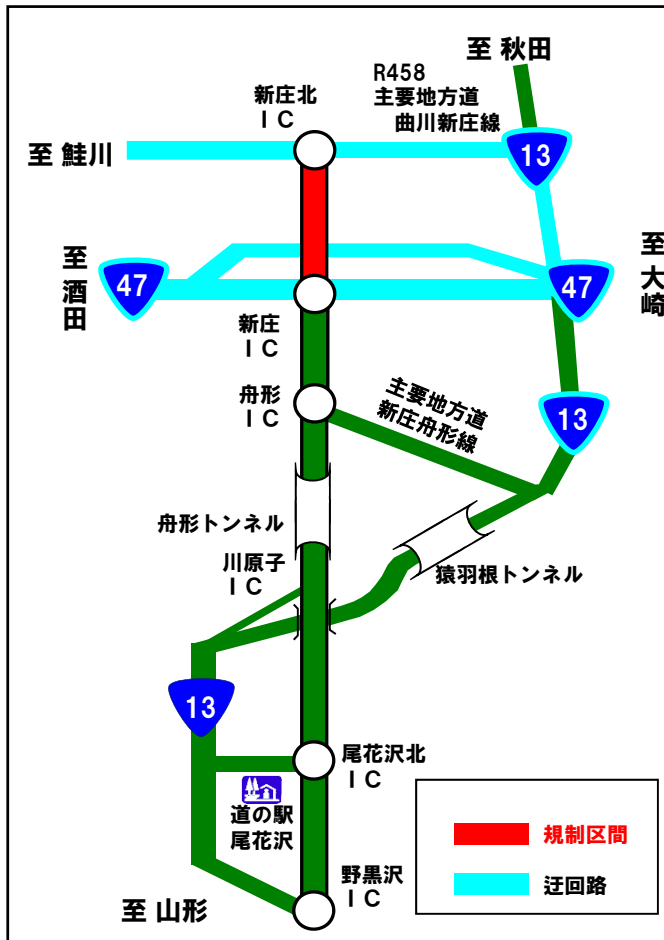 至 秋田
R458
主要地方道
曲川新庄線
新庄北
ＩＣ
至 鮭川
13
至 酒田
47
47
至 大崎
新庄
ＩＣ
舟形
ＩＣ
主要地方道
新庄舟形線
13
舟形トンネル
川原子
ＩＣ
猿羽根トンネル
13
尾花沢北
ＩＣ
道の駅
尾花沢
野黒沢
ＩＣ
至 山形
規制区間
迂回路